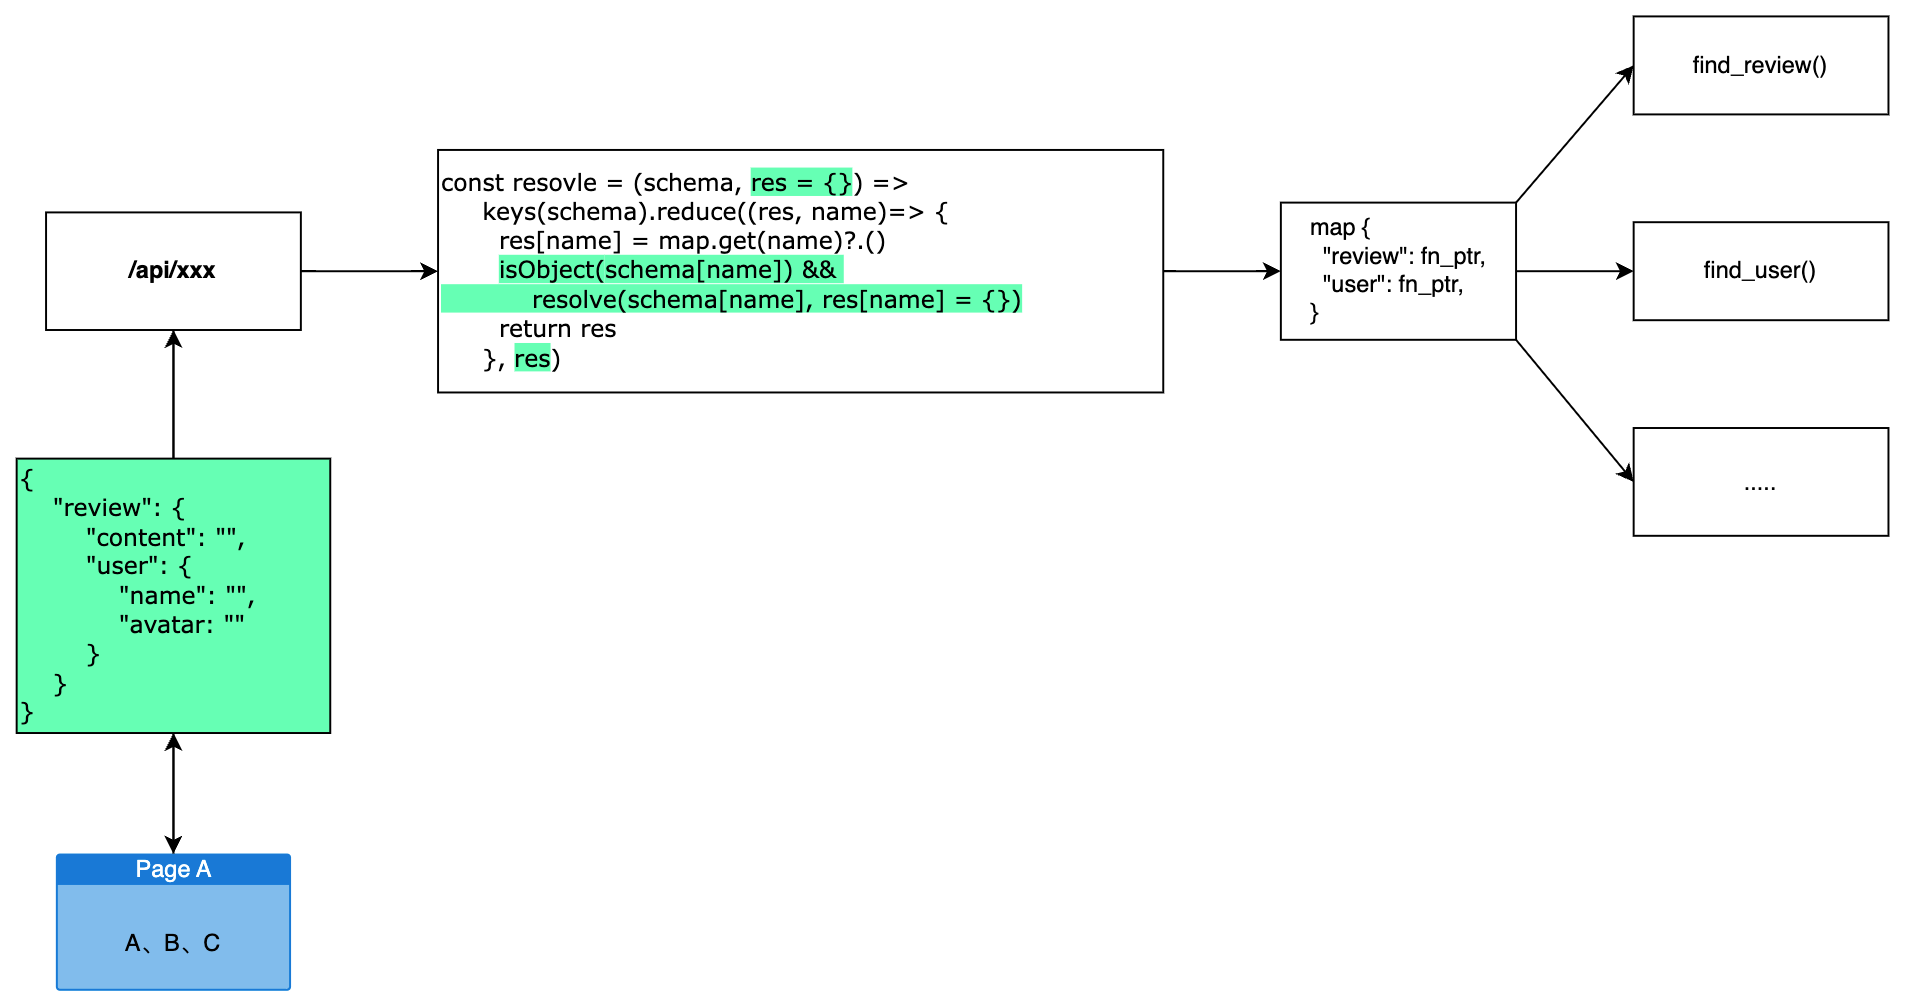 /api/xxx
{
"review": {
"content": "",
"user": {
"name": "",
"avatar: ""
}
}
}
Page A
A、B、C
const resovle = (schema, res = {}) =>
keys(schema).reduce((res, name)=> {
res[name] = map.get(name)?.()
isObject(schema[name]) &&
resolve(schema[name], res[name] = {})
return res
}, res)
map {
"review": fn_ptr,
"user": fn_ptr,
}
find_review()
find_user()
.....